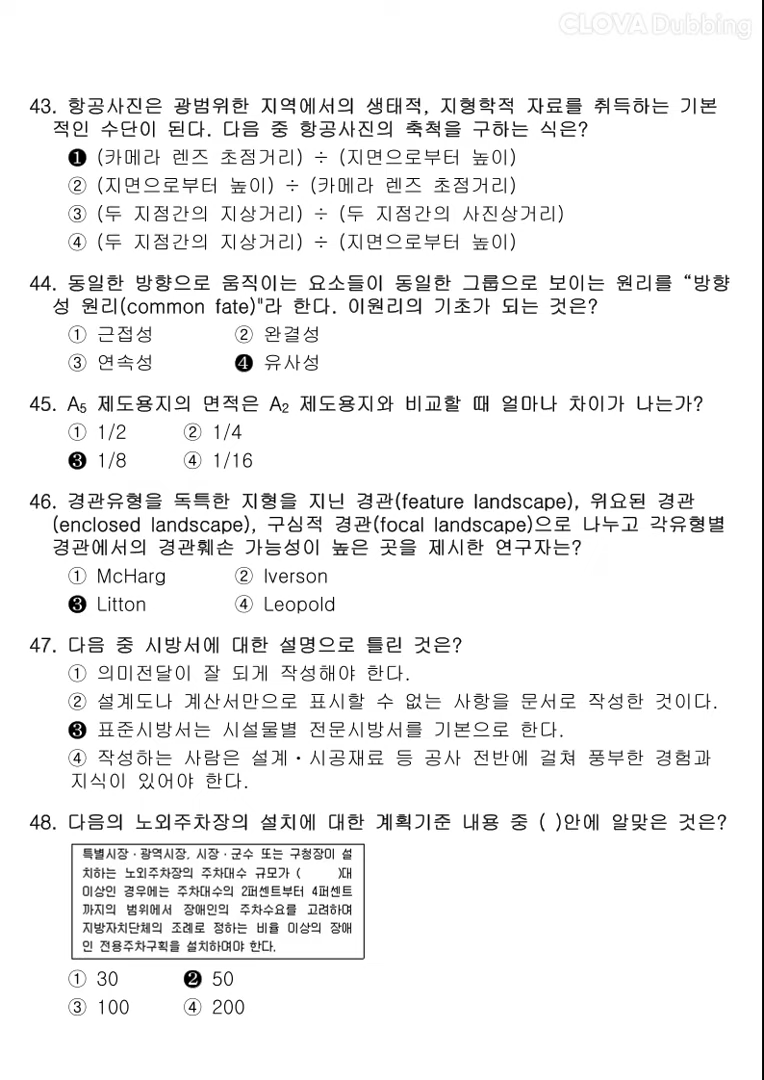 CLOVA Dubbing
43. 항공사진은 광범위한 지역에서의 생태적, 지형학적 자료를 취득하는 기본
적인 수단이 된다. 다음 중 항공사진의 축척을 구하는 식은?
❶ (카메라 렌즈 초점거리) ÷ (지면으로부터 높이)
② (지면으로부터 높이) ÷ (카메라 렌즈 초점거리)
③ (두 지점간의 지상거리) ÷ (두 지점간의 사진상거리)
④ (두 지점간의 지상거리) ÷ (지면으로부터 높이)
44. 동일한 방향으로 움직이는 요소들이 동일한 그룹으로 보이는 원리를 “방향
성 원리(common fate)"라 한다. 이원리의 기초가 되는 것은?
① 근접성 ② 완결성
③ 연속성 ❹ 유사성
45. A5 제도용지의 면적은 A2 제도용지와 비교할 때 얼마나 차이가 나는가?
① 1/2 ② 1/4
❸ 1/8 ④ 1/16
46. 경관유형을 독특한 지형을 지닌 경관(feature landscape), 위요된 경관
(enclosed landscape), 구심적 경관(focal landscape)으로 나누고 각유형별
경관에서의 경관훼손 가능성이 높은 곳을 제시한 연구자는?
① McHarg ② Iverson
❸ Litton ④ Leopold
47. 다음 중 시방서에 대한 설명으로 틀린 것은?
① 의미전달이 잘 되게 작성해야 한다.
② 설계도나 계산서만으로 표시할 수 없는 사항을 문서로 작성한 것이다.
❸ 표준시방서는 시설물별 전문시방서를 기본으로 한다.
④ 작성하는 사람은 설계·시공재료 등 공사 전반에 걸쳐 풍부한 경험과
지식이 있어야 한다.
48. 다음의 노외주차장의 설치에 대한 계획기준 내용 중 ( )안에 알맞은 것은?
특별시장·광역시장, 시장·군수 또는 구청장이 설
치하는 노외주차장의 주차대수 규모가 ( )대
이상인 경우에는 주차대수의 2퍼센트부터 4퍼센트
까지의 범위에서 장애인의 주차수요를 고려하여
지방자치단체의 조례로 정하는 비율 이상의 장애
인 전용주차구획을 설치하여야 한다.
① 30 ❷ 50
③ 100 ④ 200